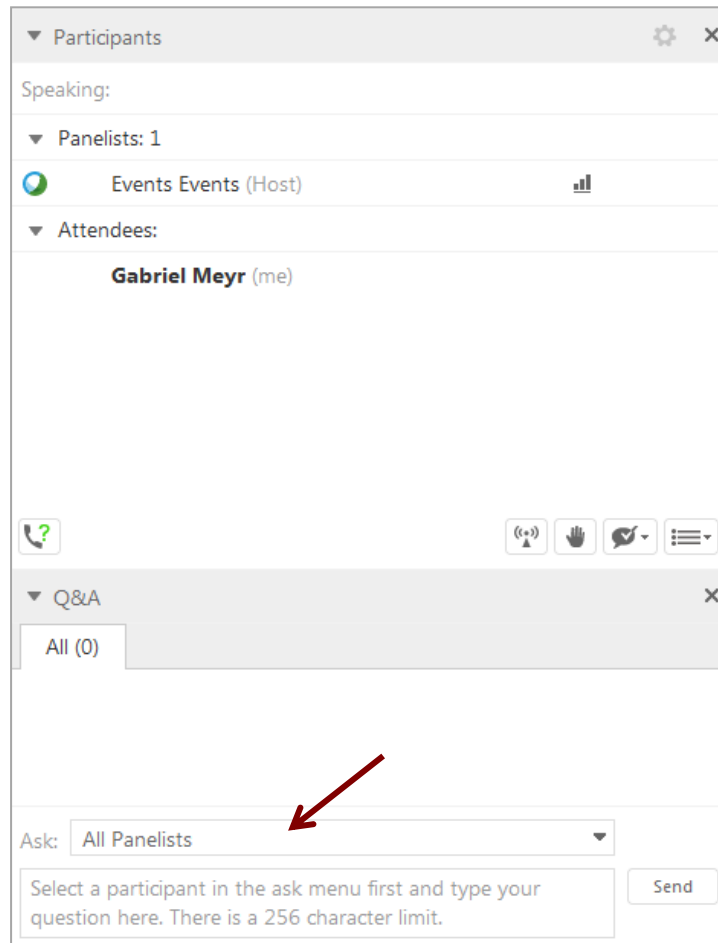 Participants
Speaking:
Panelists: 1
Events Events (Host)
Attendees:
Gabriel Meyr (me)
Q&A
All (0)
Ask: All Panelists
Select a participant in the ask menu first and type your
question here. There is a 256 character limit.
Send